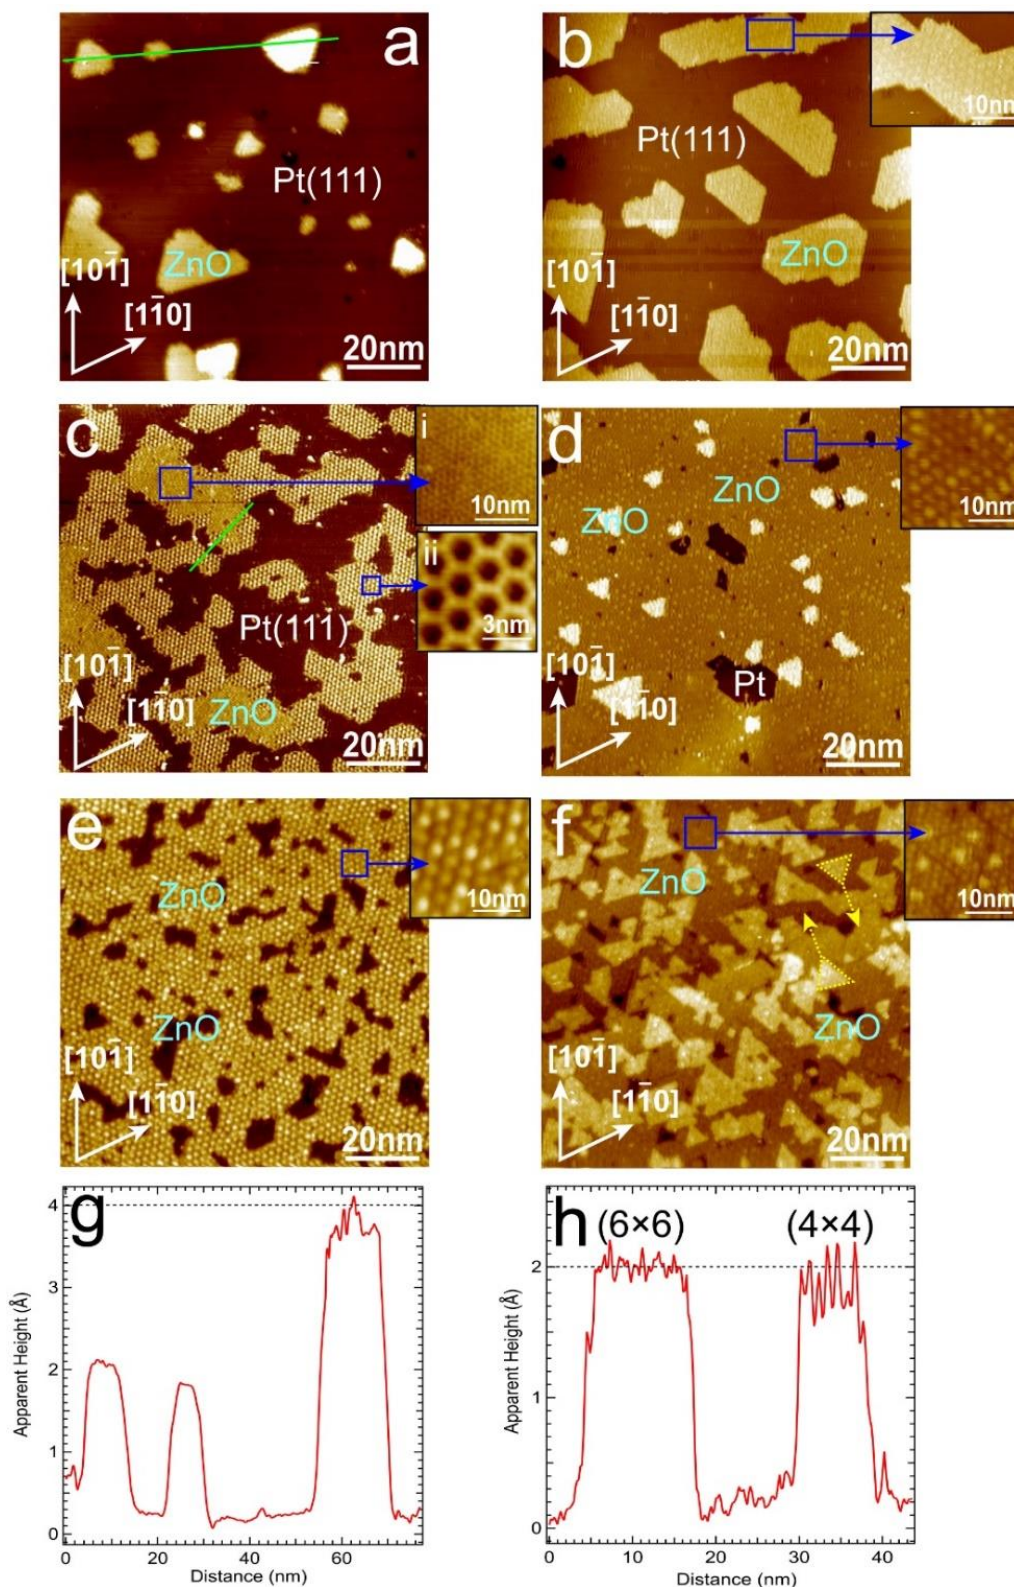 a
Pt(111)
ZnO
[101̄]
[11̄0]
20nm
b
10nm
Pt(111)
ZnO
[101̄]
[11̄0]
20nm
c
i
10nm
ii
3nm
Pt(111)
ZnO
[101̄]
[11̄0]
20nm
d
ZnO
ZnO
10nm
Pt
[101̄]
[11̄0]
20nm
e
10nm
ZnO
ZnO
[101̄]
[11̄0]
20nm
f
10nm
ZnO
ZnO
[101̄]
[11̄0]
20nm
g
4
3
2
1
0
Apparent Height (Å)
0 20 40 60
Distance (nm)
h
(6×6) (4×4)
2
1
0
Apparent Height (Å)
0 10 20 30 40
Distance (nm)